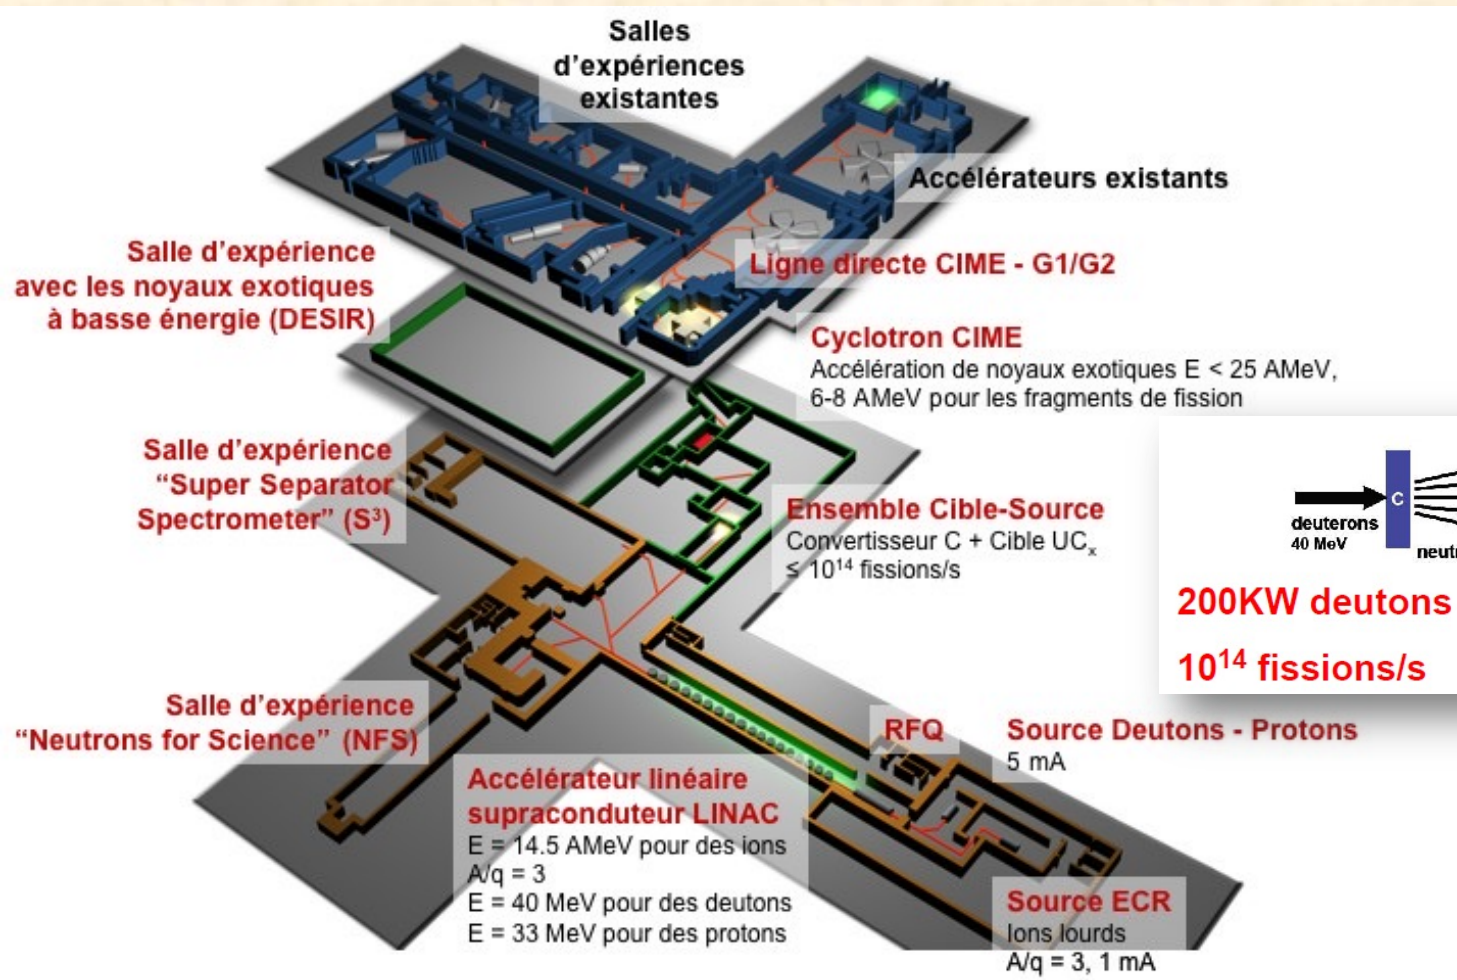 Salles
d'expériences
existantes
Accélérateurs existants
Salle d'expérience
avec les noyaux exotiques
à basse énergie (DESIR)
Ligne directe CIME - G1/G2
Cyclotron CIME
Accélération de noyaux exotiques E < 25 AMeV,
6-8 AMeV pour les fragments de fission
Salle d'expérience
“Super Separator
Spectrometer” (S³)
Ensemble Cible-Source
Convertisseur C + Cible UCₓ
≤ 10¹⁴ fissions/s
C
deuterons
40 MeV
200KW deutons
10¹⁴ fissions/s
Salle d'expérience
“Neutrons for Science” (NFS)
RFQ
Source Deutons - Protons
5 mA
Accélérateur linéaire
supraconduteur LINAC
E = 14.5 AMeV pour des ions
A/q = 3
E = 40 MeV pour des deutons
E = 33 MeV pour des protons
Source ECR
Ions lourds
A/q = 3, 1 mA